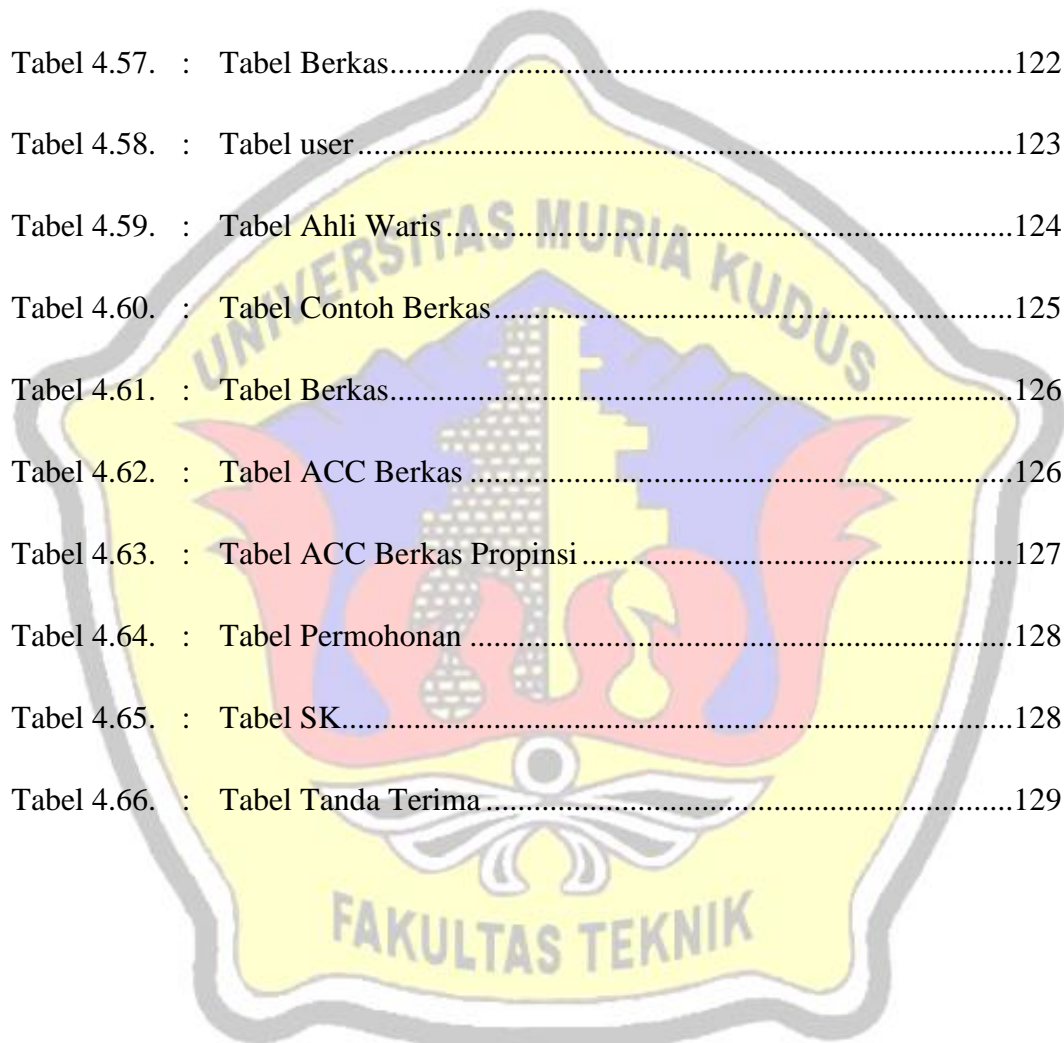 Tabel 4.57. : Tabel Berkas...............................................................................122
Tabel 4.58. : Tabel user...................................................................................123
Tabel 4.59. : Tabel Ahli Waris........................................................................124
Tabel 4.60. : Tabel Contoh Berkas..................................................................125
Tabel 4.61. : Tabel Berkas...............................................................................126
Tabel 4.62. : Tabel ACC Berkas .....................................................................126
Tabel 4.63. : Tabel ACC Berkas Propinsi.......................................................127
Tabel 4.64. : Tabel Permohonan .....................................................................128
Tabel 4.65. : Tabel SK.....................................................................................128
Tabel 4.66. : Tabel Tanda Terima...................................................................129
UNIVERSITAS MURIA KUDUS
FAKULTAS TEKNIK